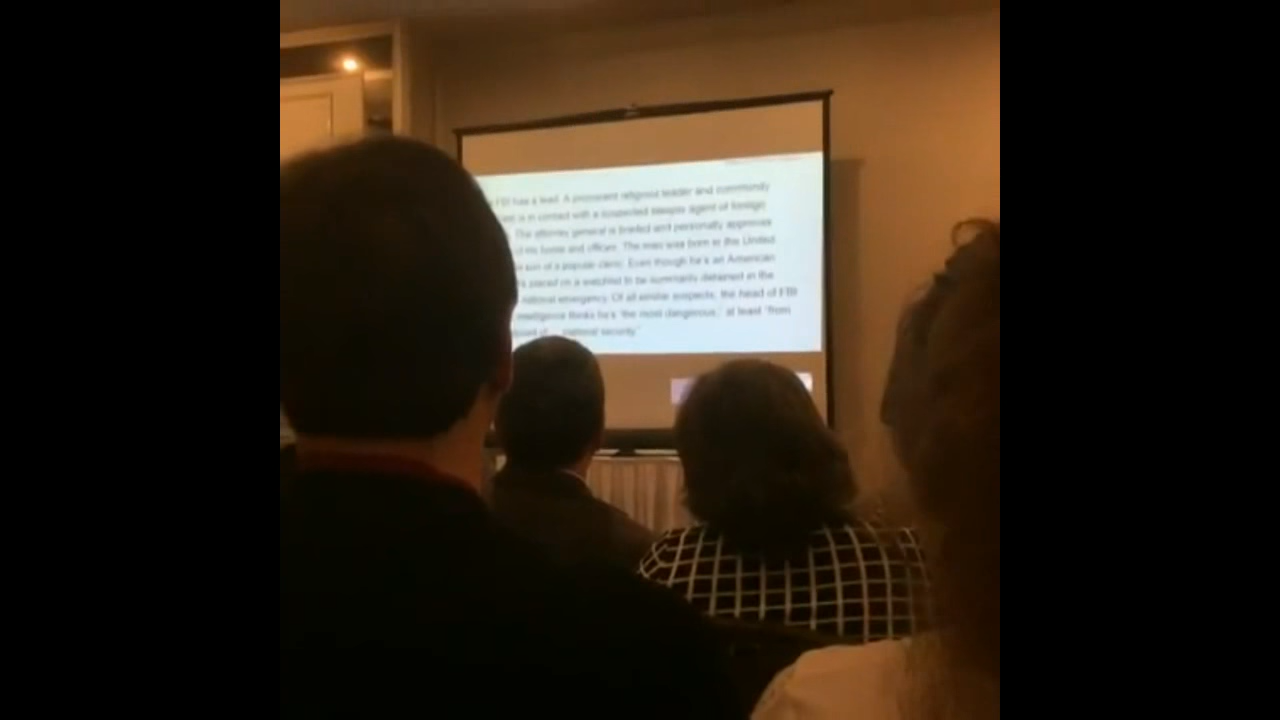 FBI has a lead. A prominent religious leader and community
is in contact with a suspected sleeper agent of foreign
The attorney general is briefed and personally approves
his home and offices. The man was born in the United
son of a popular cleric. Even though he's an American
placed on a watchlist to be summarily detained in the
national emergency. Of all similar suspects, the head of FBI
intelligence thinks he's "the most dangerous," at least "from
of ... national security."